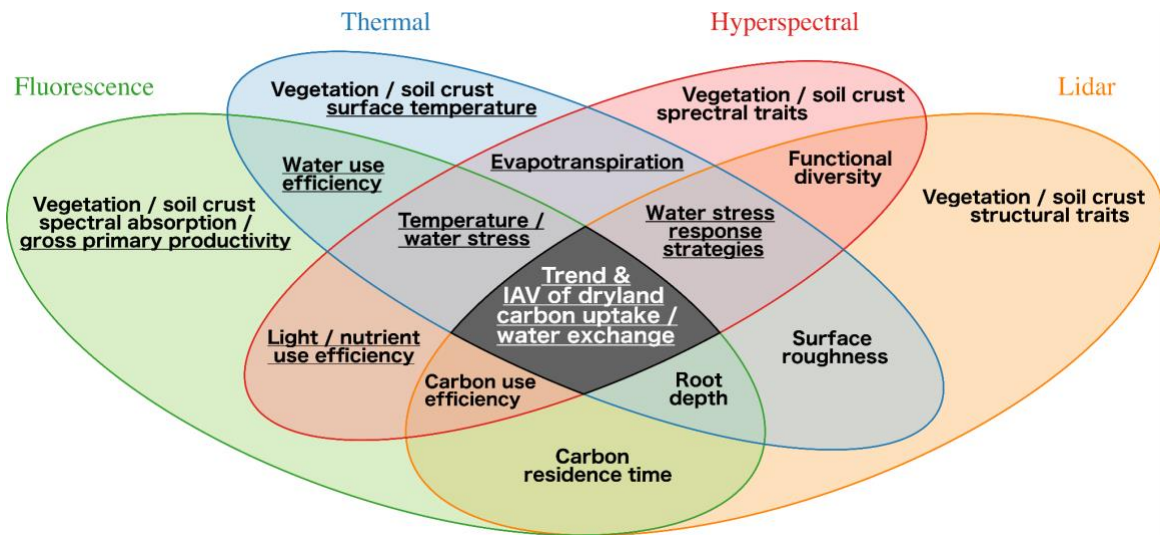 Thermal
Hyperspectral
Fluorescence
Lidar
Vegetation / soil crust
surface temperature
Vegetation / soil crust
sprectral traits
Water use
efficiency
Evapotranspiration
Functional
diversity
Vegetation / soil crust
spectral absorption /
gross primary productivity
Vegetation / soil crust
structural traits
Temperature /
water stress
Water stress
response
strategies
Trend &
IAV of dryland
carbon uptake /
water exchange
Light / nutrient
use efficiency
Surface
roughness
Carbon use
efficiency
Root
depth
Carbon
residence time